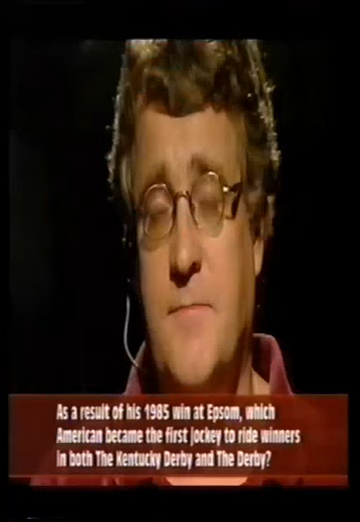 As a result of his 1985 win at Epsom, which
American became the first jockey to ride winners
in both The Kentucky Derby and The Derby?